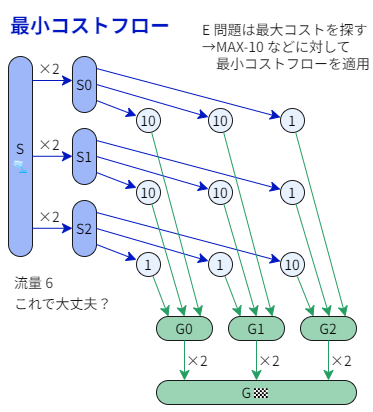 最小コストフロー
E 問題は最大コストを探す
→MAX-10 などに対して
最小コストフローを適用
×2
S0
10
10
1
S
×2
S1
10
10
1
×2
S2
1
1
10
流量 6
これで大丈夫？
G0
G1
G2
×2
×2
×2
G